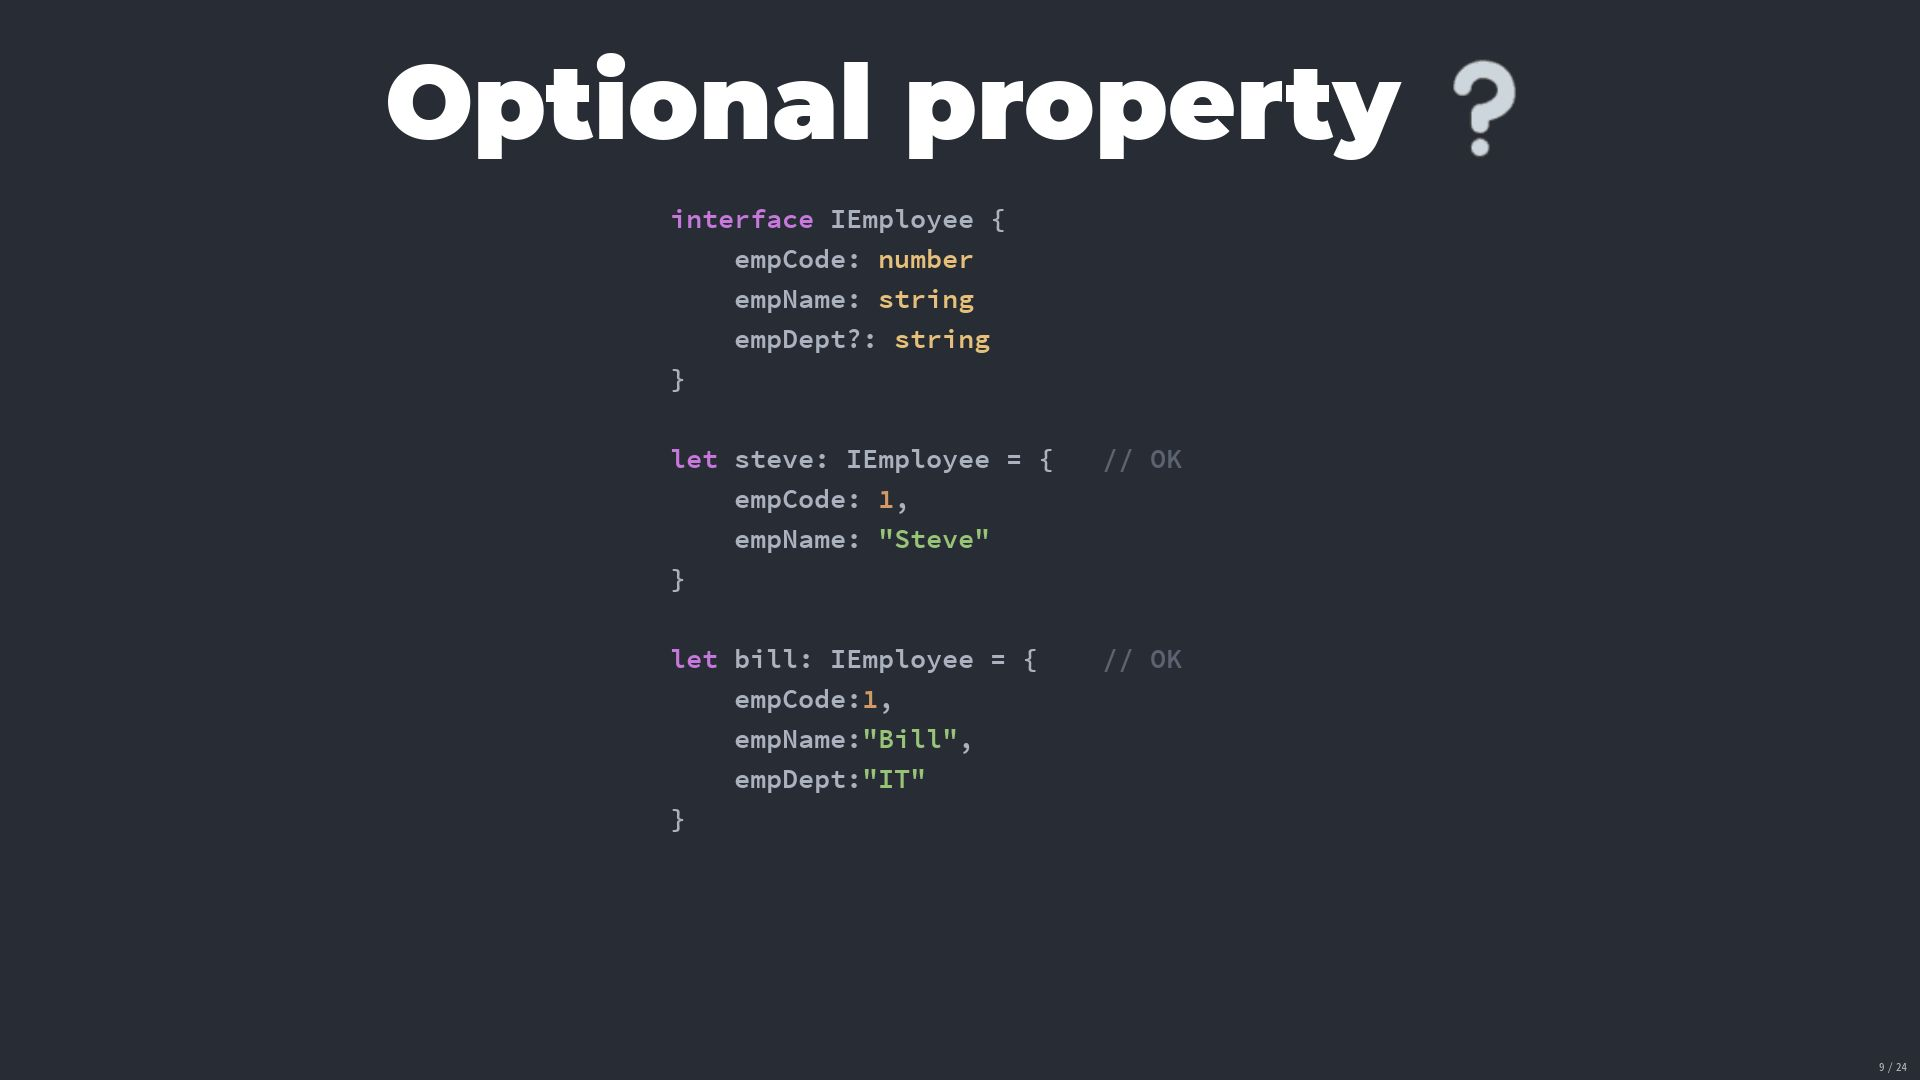 Optional property ❔
interface IEmployee {
    empCode: number
    empName: string
    empDept?: string
}
let steve: IEmployee = {   // OK
    empCode: 1,
    empName: "Steve"
}
let bill: IEmployee = {    // OK
    empCode:1,
    empName:"Bill",
    empDept:"IT"
}
9 / 24